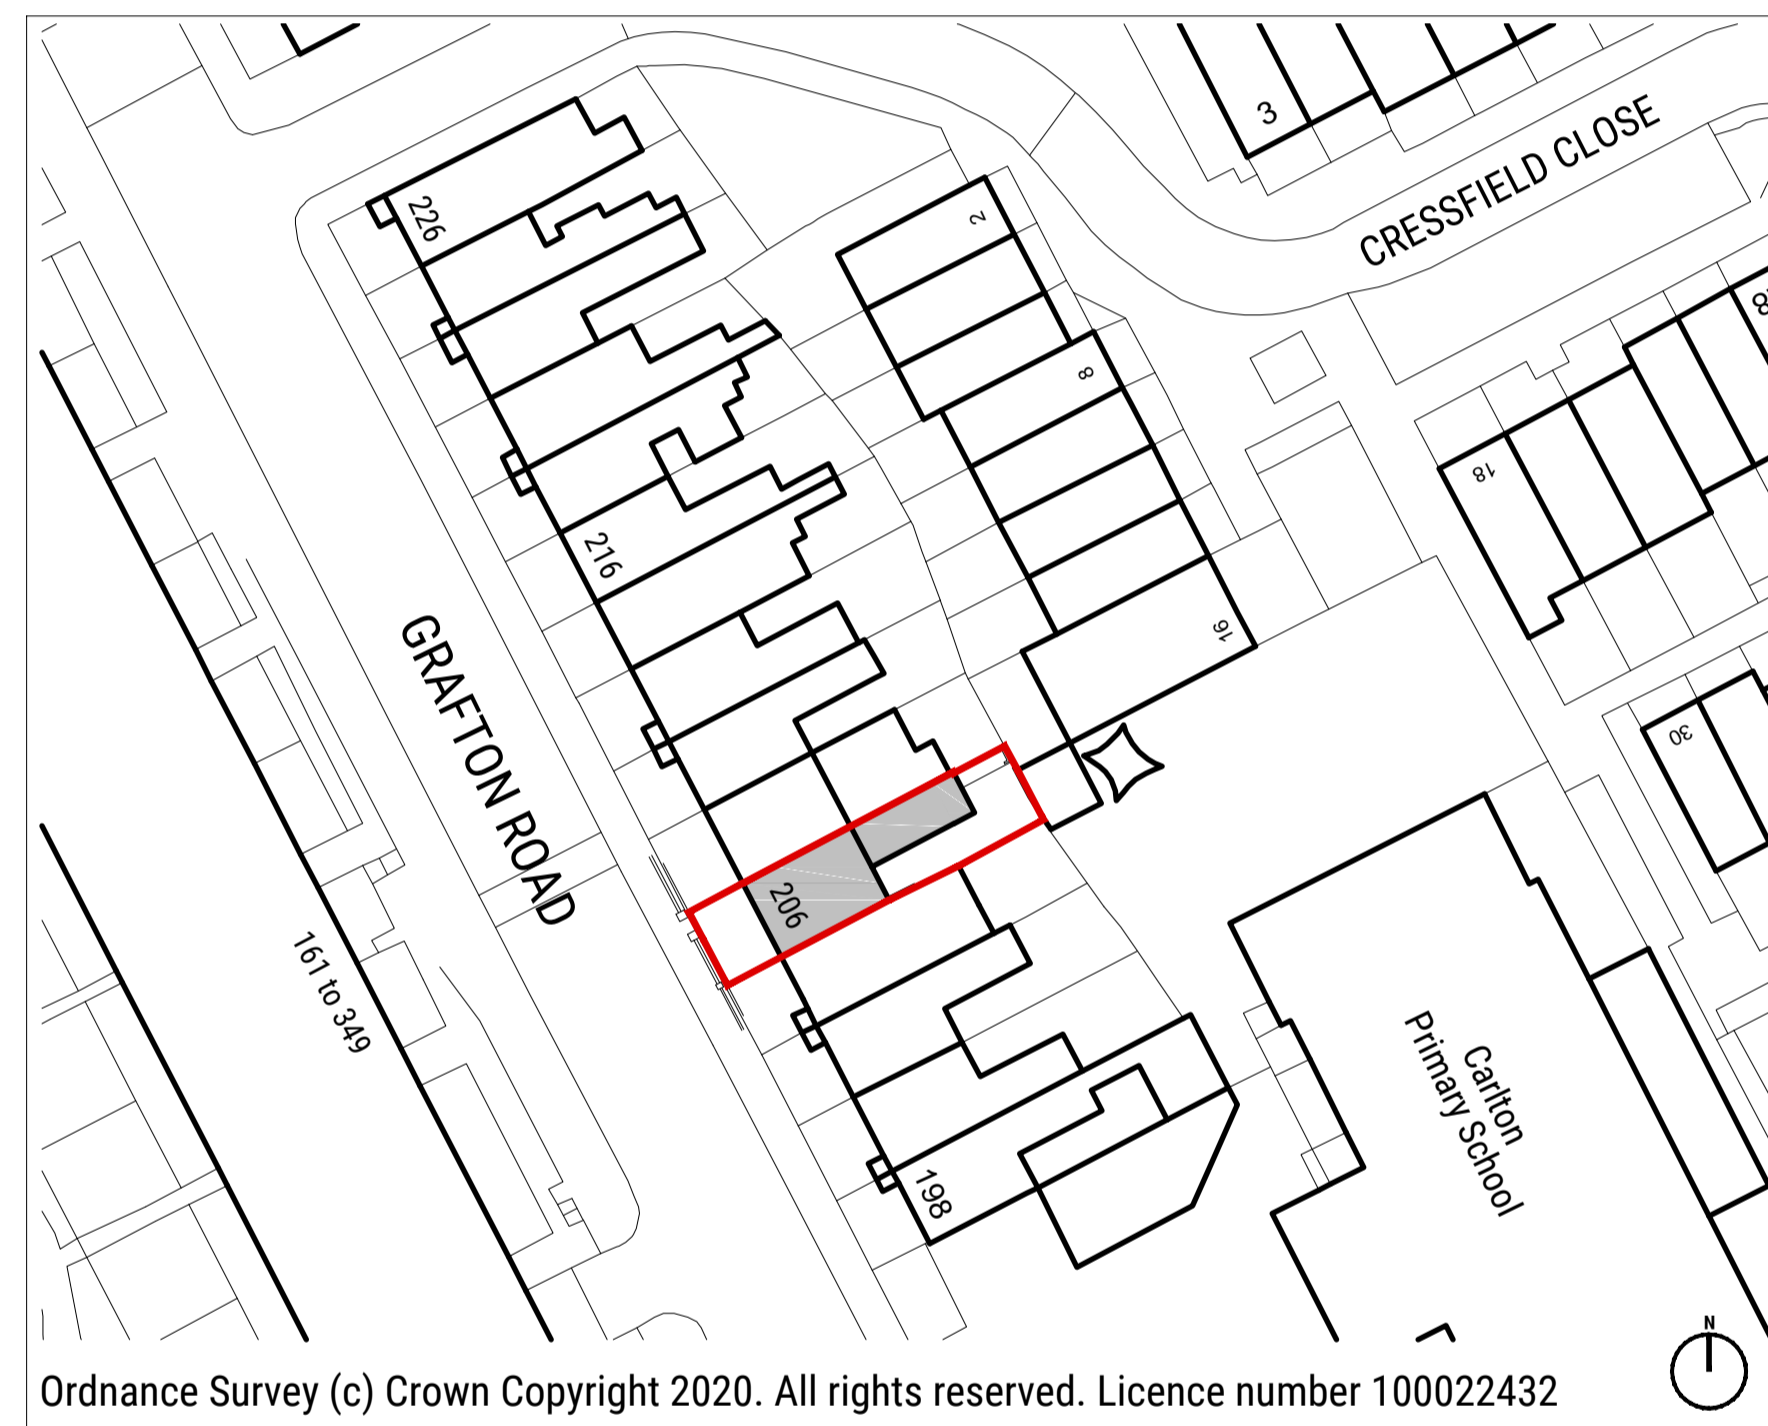 3
CRESSFIELD CLOSE
226
2
8
8
18
216
16
GRAFTON ROAD
30
206
161 to 349
Carlton
Primary School
198
N
Ordnance Survey (c) Crown Copyright 2020. All rights reserved. Licence number 100022432